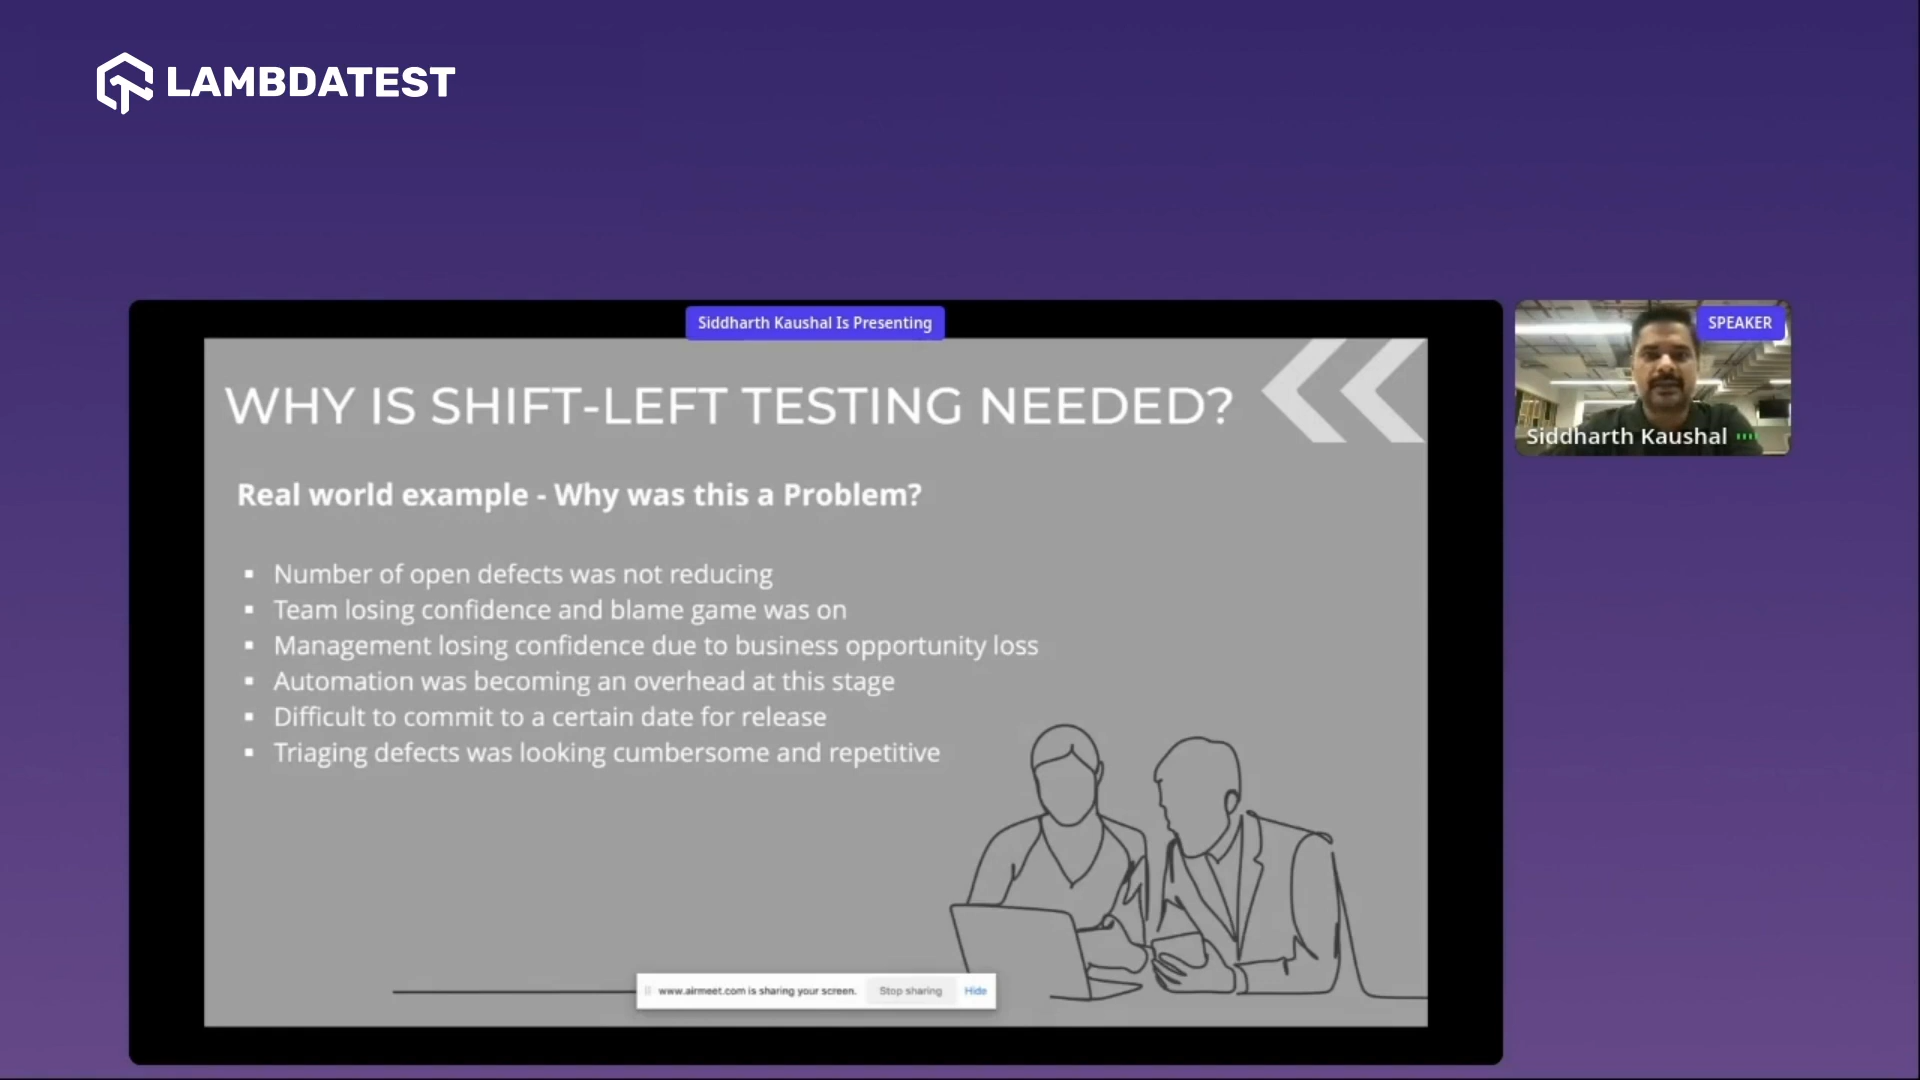 LAMBDATEST
Siddharth Kaushal Is Presenting
SPEAKER
Siddharth Kaushal
WHY IS SHIFT-LEFT TESTING NEEDED?
Real world example - Why was this a Problem?
▪ Number of open defects was not reducing
▪ Team losing confidence and blame game was on
▪ Management losing confidence due to business opportunity loss
▪ Automation was becoming an overhead at this stage
▪ Difficult to commit to a certain date for release
▪ Triaging defects was looking cumbersome and repetitive
www.airmeet.com is sharing your screen. Stop sharing Hide